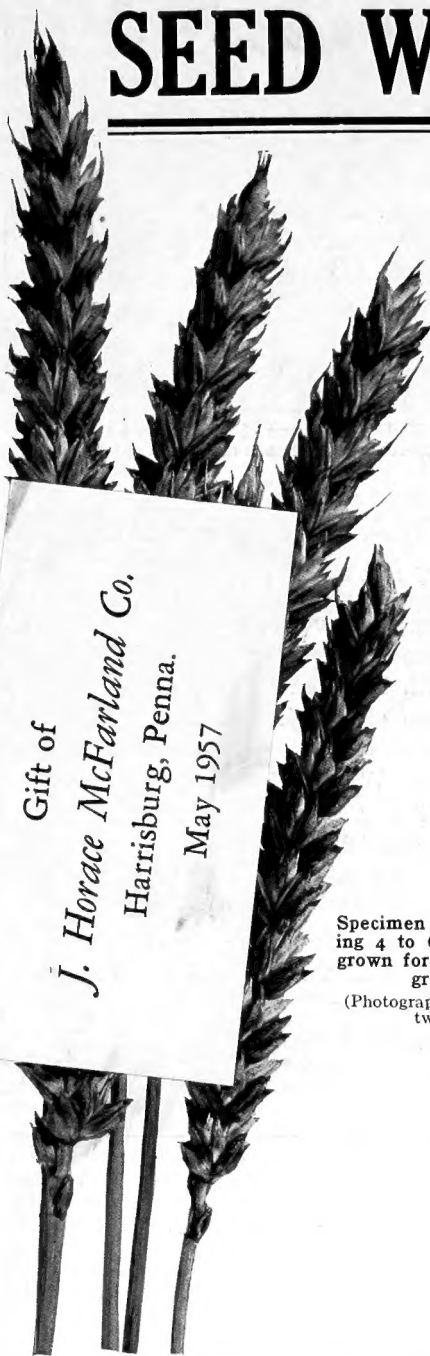 SEED W
Gift of
J. Horace McFarland Co.
Harrisburg, Penna.
May 1957
Specimen
ing 4 to
grown for
gr
(Photograp
tw